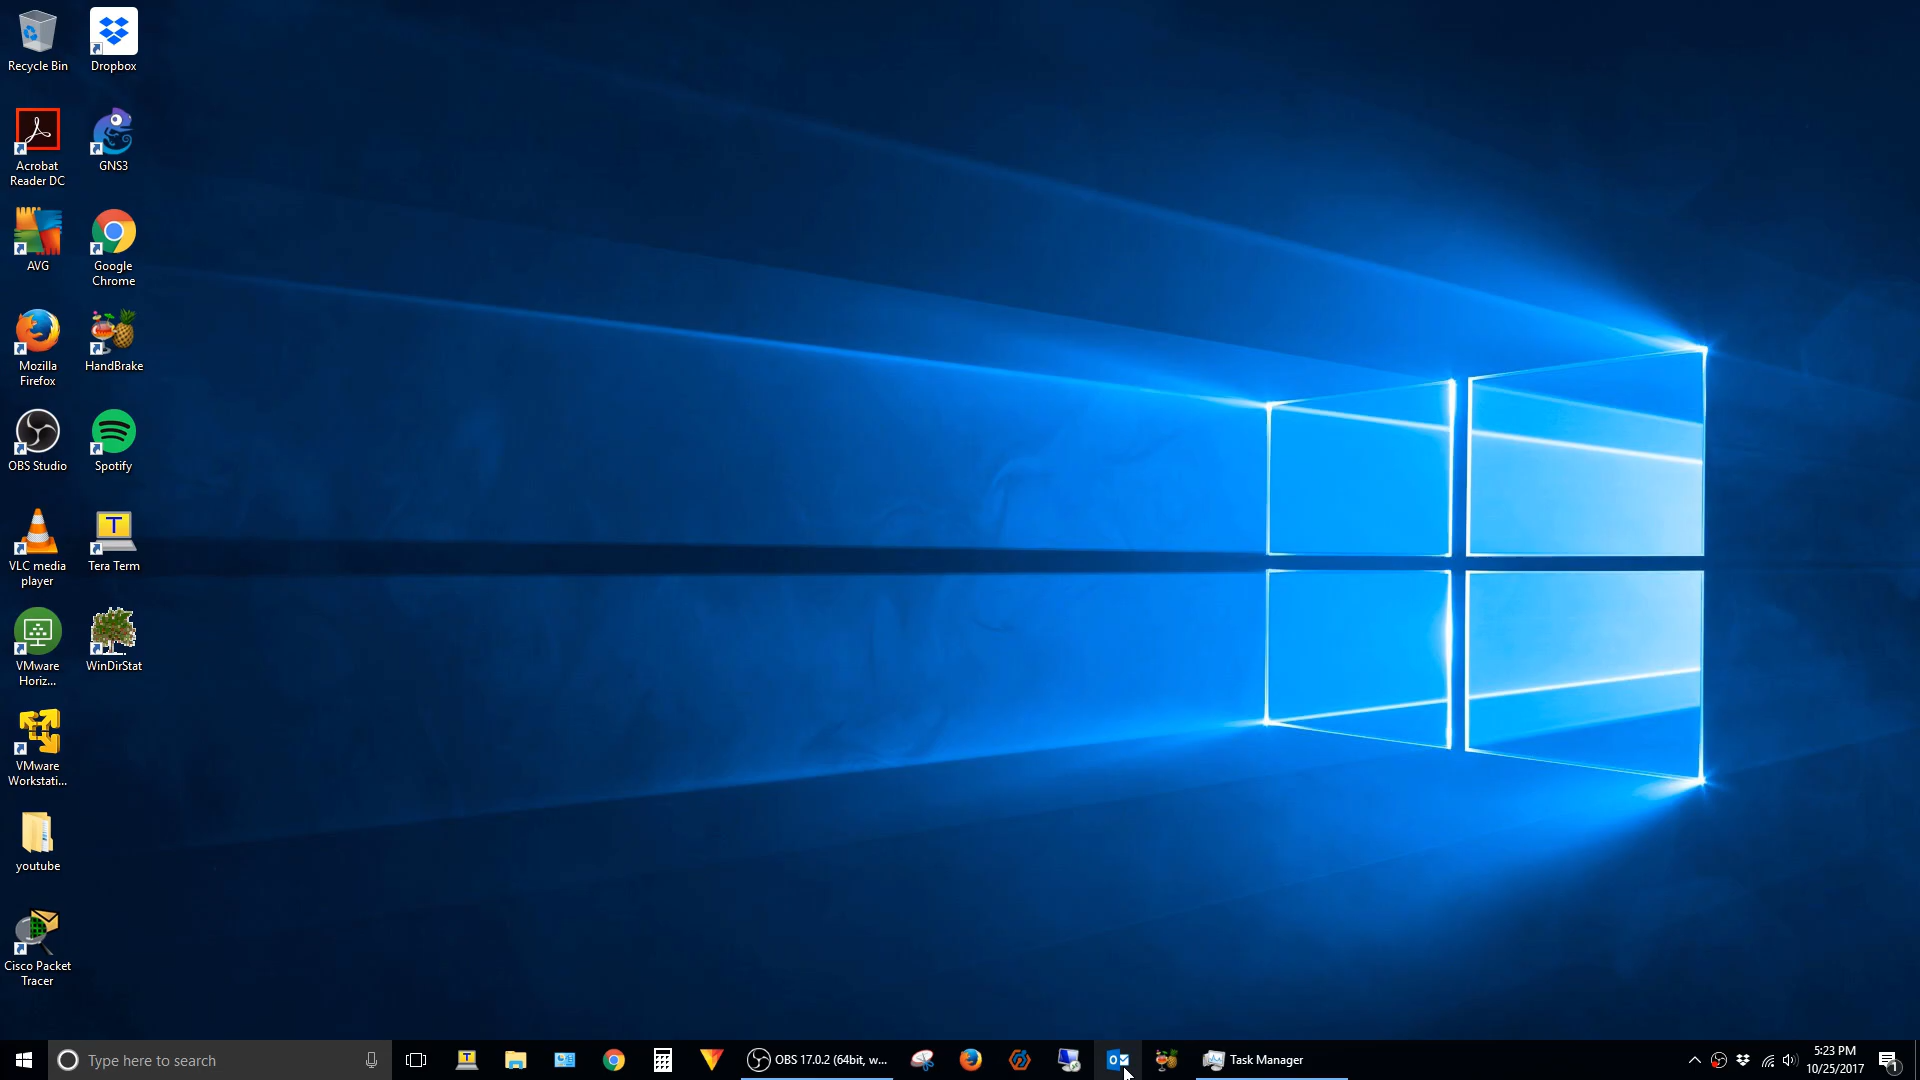 Recycle Bin
Dropbox
Acrobat
Reader DC
GNS3
AVG
Google
Chrome
Mozilla
Firefox
HandBrake
OBS Studio
Spotify
VLC media
player
T
Tera Term
VMware
Horiz...
WinDirStat
VMware
Workstati...
youtube
Cisco Packet
Tracer
Type here to search
T
OBS 17.0.2 (64bit, w...
Task Manager
5:23 PM
10/25/2017
1